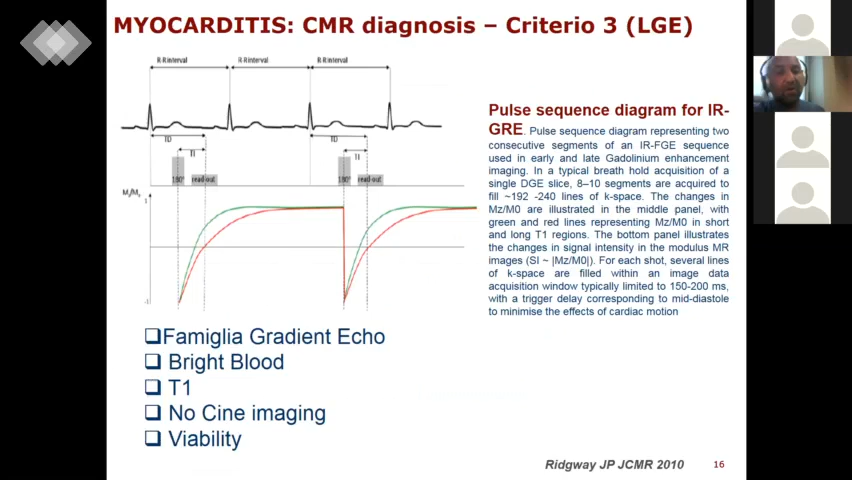 MYOCARDITIS: CMR diagnosis – Criterio 3 (LGE)
R-R interval R-R interval R-R interval
TD TD
TI TI
180° read-out 180° read-out
Mz/M0
1
-1
Pulse sequence diagram for IR-
GRE. Pulse sequence diagram representing two
consecutive segments of an IR-FGE sequence
used in early and late Gadolinium enhancement
imaging. In a typical breath hold acquisition of
a single DGE slice, 8–10 segments are acquired to
fill ~192 -240 lines of k-space. The changes in
Mz/M0 are illustrated in the middle panel, with
green and red lines representing Mz/M0 in short
and long T1 regions. The bottom panel illustrates
the changes in signal intensity in the modulus MR
images (SI ~ |Mz/M0|). For each shot, several lines
of k-space are filled within an image data
acquisition window typically limited to 150-200 ms,
with a trigger delay corresponding to mid-diastole
to minimise the effects of cardiac motion
❑Famiglia Gradient Echo
❑ Bright Blood
❑ T1
❑ No Cine imaging
❑ Viability
Ridgway JP JCMR 2010
16